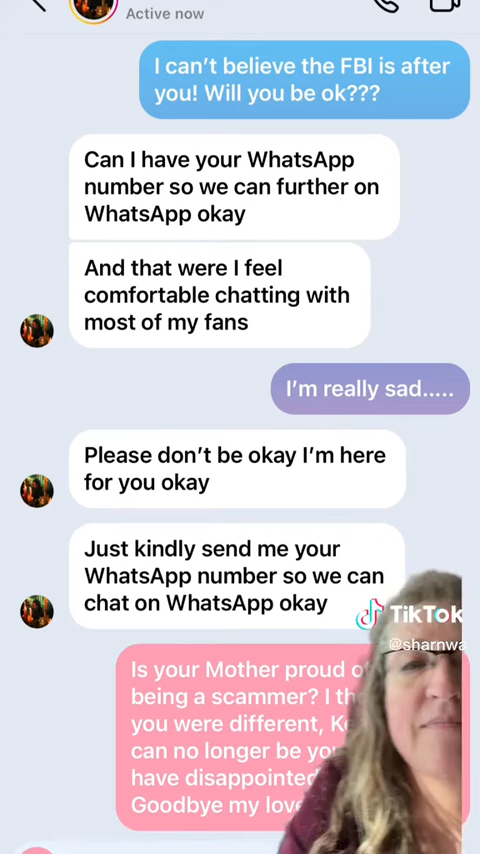 Active now
I can't believe the FBI is after
you! Will you be ok???
Can I have your WhatsApp
number so we can further on
WhatsApp okay
And that were I feel
comfortable chatting with
most of my fans
I'm really sad.....
Please don't be okay I'm here
for you okay
Just kindly send me your
WhatsApp number so we can
chat on WhatsApp okay
TikTok
@sharnwa
Is your Mother proud
being a scammer? I
you were different,
can no longer be
have disappointed
Goodbye my